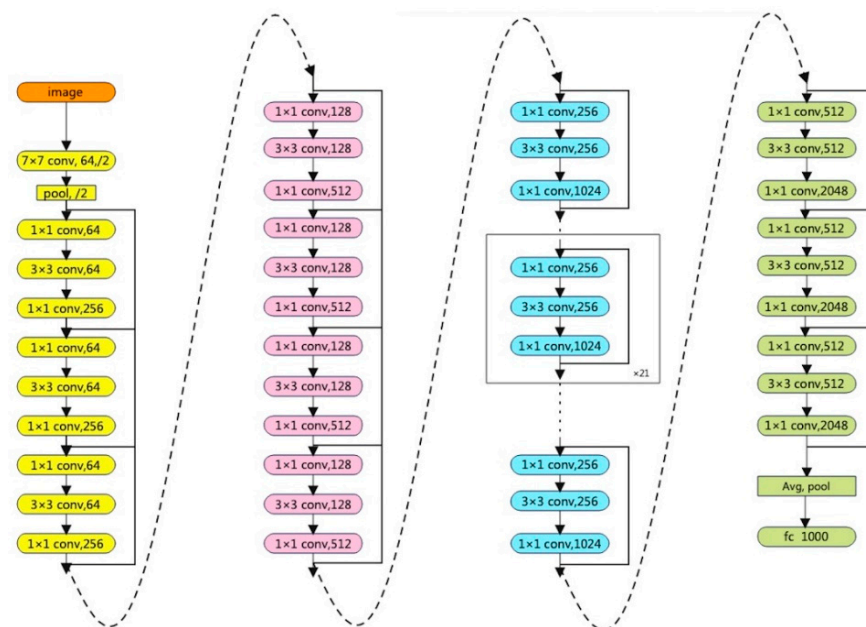 image
7×7 conv, 64,/2
pool, /2
1×1 conv,64
3×3 conv,64
1×1 conv,256
1×1 conv,64
3×3 conv,64
1×1 conv,256
1×1 conv,64
3×3 conv,64
1×1 conv,256
1×1 conv,128
3×3 conv,128
1×1 conv,512
1×1 conv,128
3×3 conv,128
1×1 conv,512
1×1 conv,128
3×3 conv,128
1×1 conv,512
1×1 conv,128
3×3 conv,128
1×1 conv,512
1×1 conv,256
3×3 conv,256
1×1 conv,1024
1×1 conv,256
3×3 conv,256
1×1 conv,1024
×21
1×1 conv,256
3×3 conv,256
1×1 conv,1024
1×1 conv,512
3×3 conv,512
1×1 conv,2048
1×1 conv,512
3×3 conv,512
1×1 conv,2048
1×1 conv,512
3×3 conv,512
1×1 conv,2048
Avg, pool
fc 1000